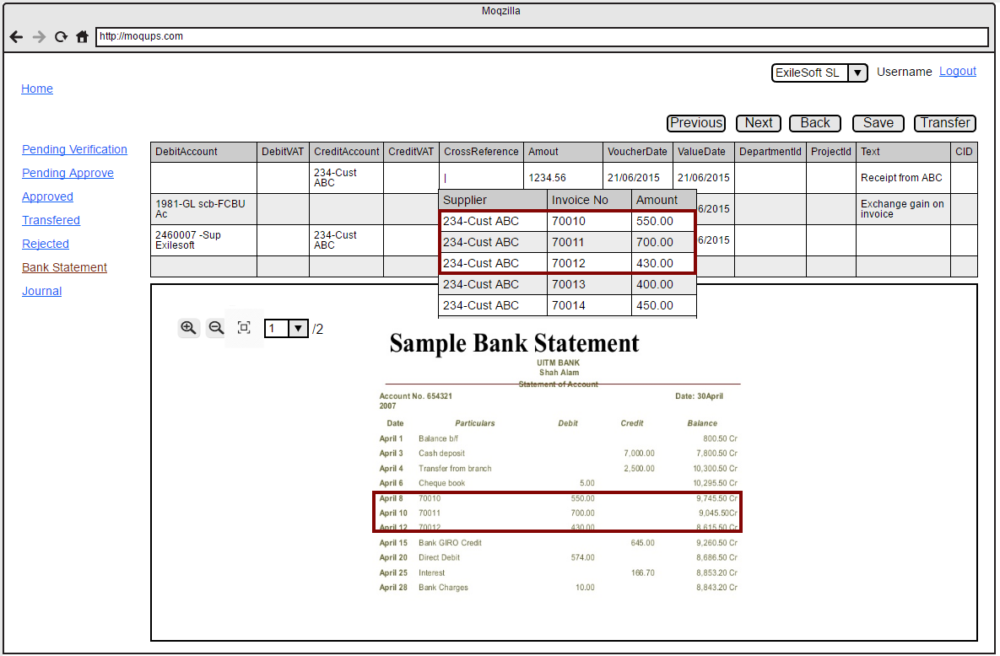 Moqzilla
http://moqups.com
ExileSoft SL Username Logout
Home
Previous Next Back Save Transfer
Pending Verification
Pending Approve
Approved
Transfered
Rejected
Bank Statement
Journal
DebitAccount DebitVAT CreditAccount CreditVAT CrossReference Amout VoucherDate ValueDate DepartmentId ProjectId Text CID
234-Cust ABC | 1234.56 21/06/2015 21/06/2015 Receipt from ABC
1981-GL scb-FCBU Ac 6/2015 Exchange gain on invoice
2460007 -Sup Exilesoft 234-Cust ABC 6/2015
Supplier Invoice No Amount
234-Cust ABC 70010 550.00
234-Cust ABC 70011 700.00
234-Cust ABC 70012 430.00
234-Cust ABC 70013 400.00
234-Cust ABC 70014 450.00
1 /2
Sample Bank Statement
UITM BANK
Shah Alam
Statement of Account
Account No. 654321 Date: 30April
2007
Date Particulars Debit Credit Balance
April 1 Balance b/f 800.50 Cr
April 3 Cash deposit 7,000.00 7,800.50 Cr
April 4 Transfer from branch 2,500.00 10,300.50 Cr
April 6 Cheque book 5.00 10,295.50 Cr
April 8 70010 550.00 9,745.50 Cr
April 10 70011 700.00 9,045.50Cr
April 12 70012 430.00 8,615.50 Cr
April 15 Bank GIRO Credit 645.00 9,260.50 Cr
April 20 Direct Debit 574.00 8,686.50 Cr
April 25 Interest 166.70 8,853.20 Cr
April 28 Bank Charges 10.00 8,843.20 Cr